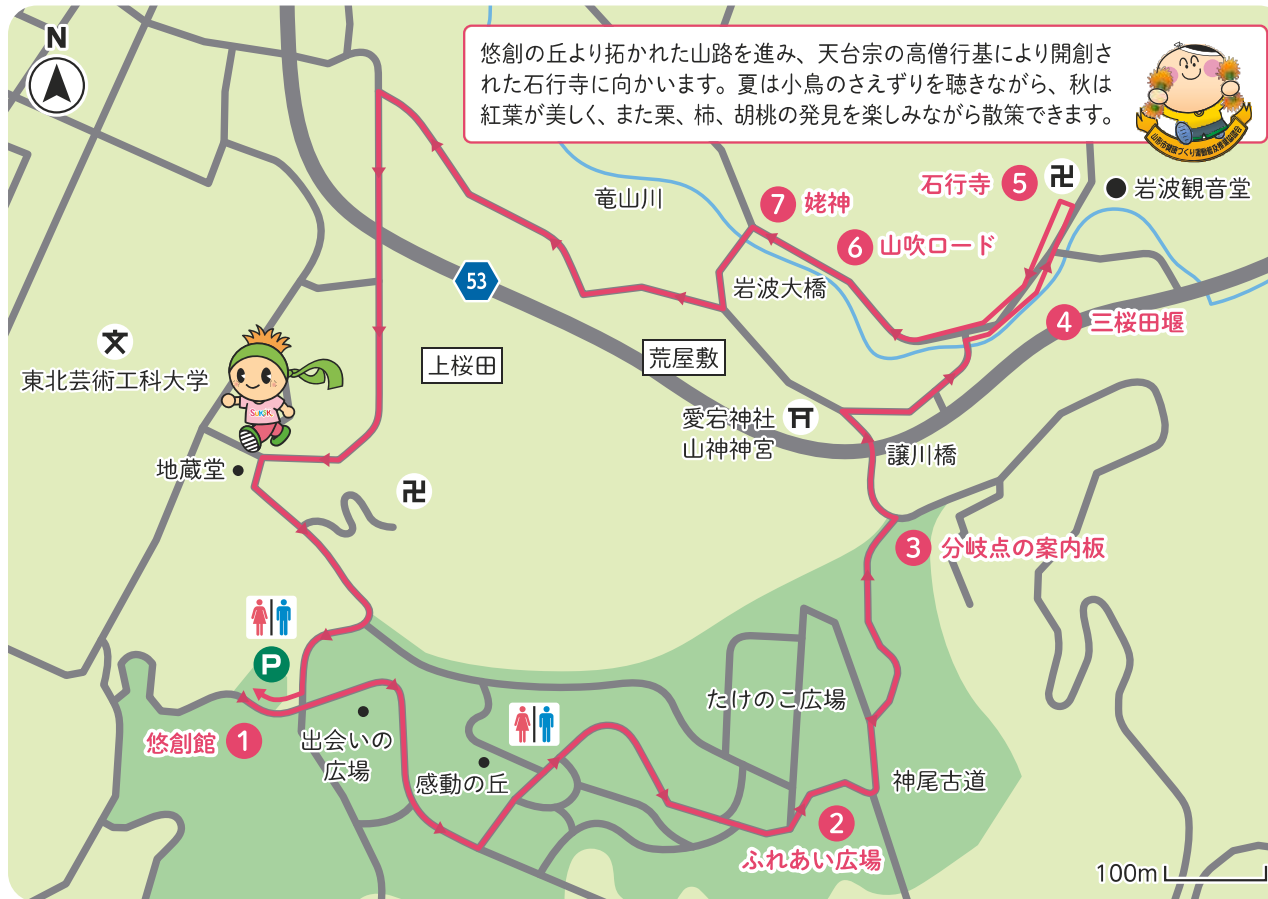 N
悠創の丘より拓かれた山路を進み、天台宗の高僧行基により開創さ
れた石行寺に向かいます。夏は小鳥のさえずりを聴きながら、秋は
紅葉が美しく、また栗、柿、胡桃の発見を楽しみながら散策できます。
竜山川
7 姥神
石行寺 5 卍
岩波観音堂
6 山吹ロード
53
岩波大橋
4 三桜田堰
文
東北芸術工科大学
上桜田
荒屋敷
愛宕神社
山神神宮
譲川橋
地蔵堂
卍
3 分岐点の案内板
P
悠創館 1
出会いの
広場
感動の丘
たけのこ広場
神尾古道
2
ふれあい広場
100m